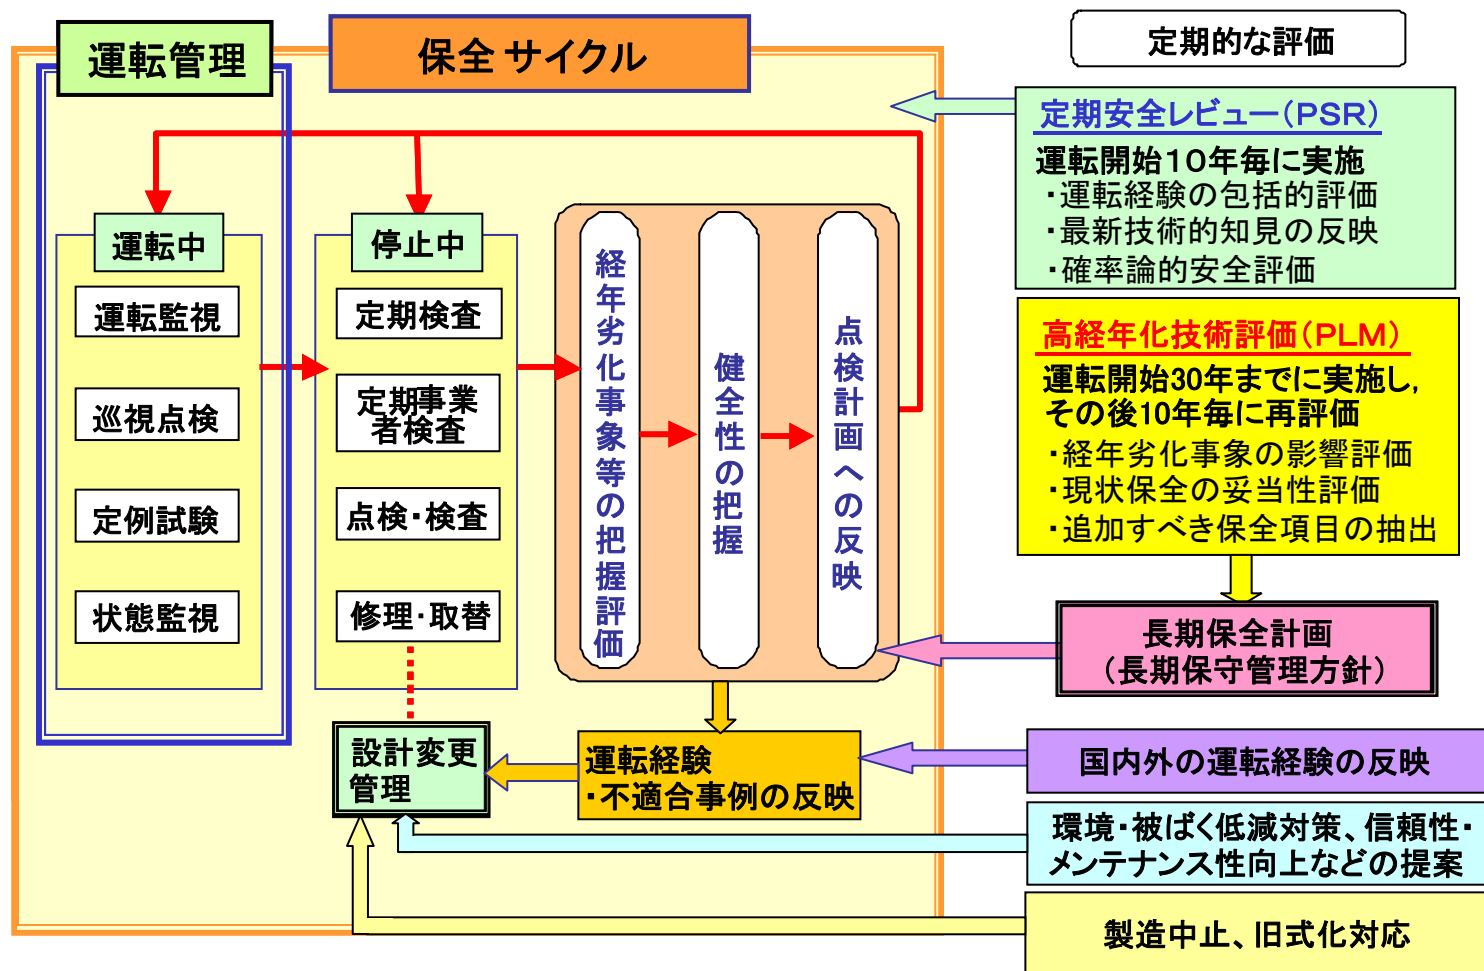 運転管理
保全サイクル
定期的な評価
定期安全レビュー(PSR)
運転開始10年毎に実施
・運転経験の包括的評価
・最新技術的知見の反映
・確率論的安全評価
運転中
運転監視
巡視点検
定例試験
状態監視
停止中
定期検査
定期事業
者検査
点検・検査
修理・取替
経年劣化事象等の把握評価
健全性の把握
点検計画への反映
高経年化技術評価(PLM)
運転開始30年までに実施し,
その後10年毎に再評価
・経年劣化事象の影響評価
・現状保全の妥当性評価
・追加すべき保全項目の抽出
長期保全計画
(長期保守管理方針)
設計変更
管理
運転経験
・不適合事例の反映
国内外の運転経験の反映
環境・被ばく低減対策、信頼性・
メンテナンス性向上などの提案
製造中止、旧式化対応